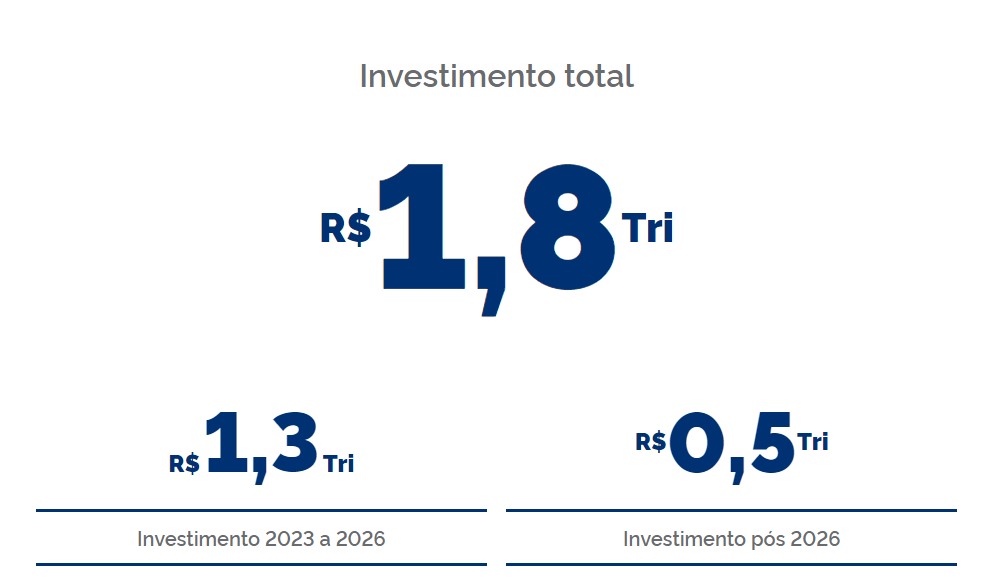 Investimento total
R$ 1,8 Tri
R$ 1,3 Tri
R$ 0,5 Tri
Investimento 2023 a 2026
Investimento pós 2026